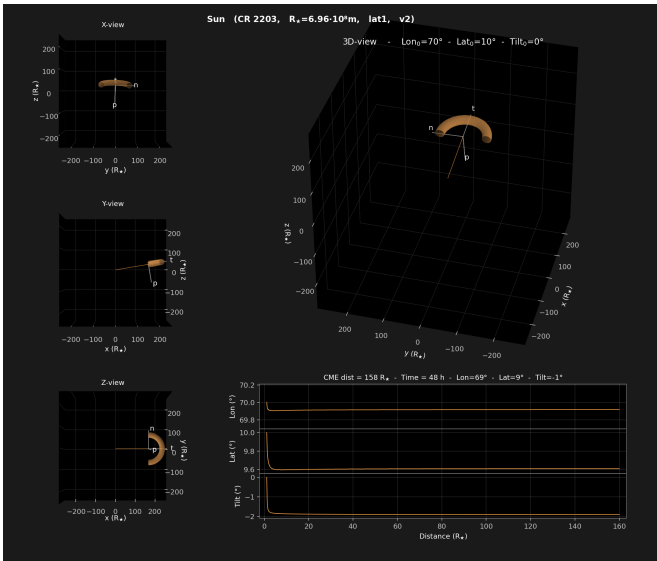 Sun (CR 2203, R★=6.96·10⁸m, lat1, v2)
X-view
200
100
0
−100
−200
z (R★)
n
p
−200 −100 0 100 200
y (R★)
3D-view - Lon₀=70° - Lat₀=10° - Tilt₀=0°
t
n
p
200
100
0
−100
−200
z (R★)
200
100
0
−100
−200
x (R★)
200 100 0 −100 −200
y (R★)
Y-view
200
100
0
−100
−200
z (R★)
t
p
−200 −100 0 100 200
x (R★)
Z-view
200
100
0
−100
−200
y (R★)
n
t
p
−200 −100 0 100 200
x (R★)
CME dist = 158 R★ - Time = 48 h - Lon=69° - Lat=9° - Tilt=-1°
70.2
70.0
69.8
Lon (°)
10.0
9.8
9.6
Lat (°)
0
−1
−2
Tilt (°)
0 20 40 60 80 100 120 140 160
Distance (R★)